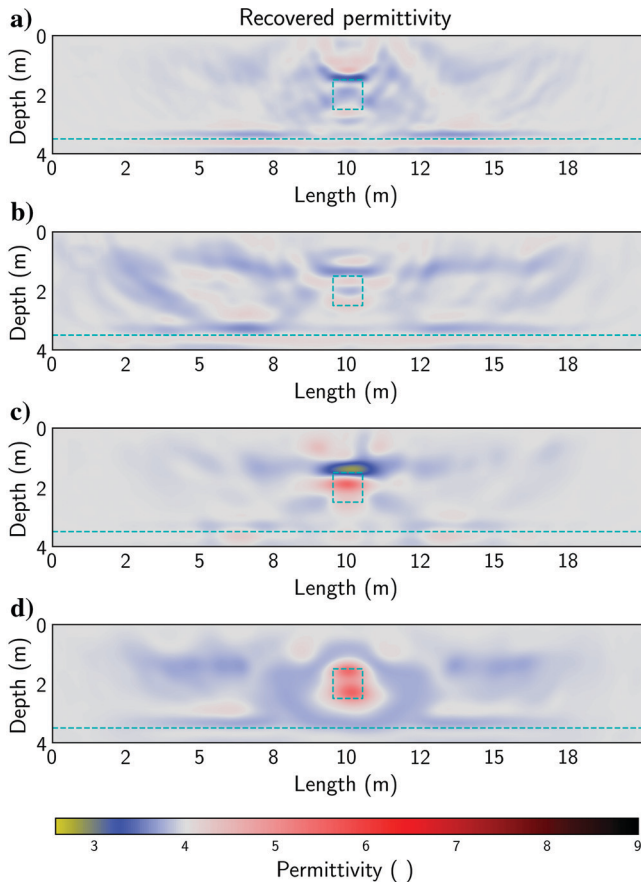 a) Recovered permittivity
0
2
4
Depth (m)
0 2 5 8 10 12 15 18
Length (m)
b)
0
2
4
Depth (m)
0 2 5 8 10 12 15 18
Length (m)
c)
0
2
4
Depth (m)
0 2 5 8 10 12 15 18
Length (m)
d)
0
2
4
Depth (m)
0 2 5 8 10 12 15 18
Length (m)
3 4 5 6 7 8 9
Permittivity ( )